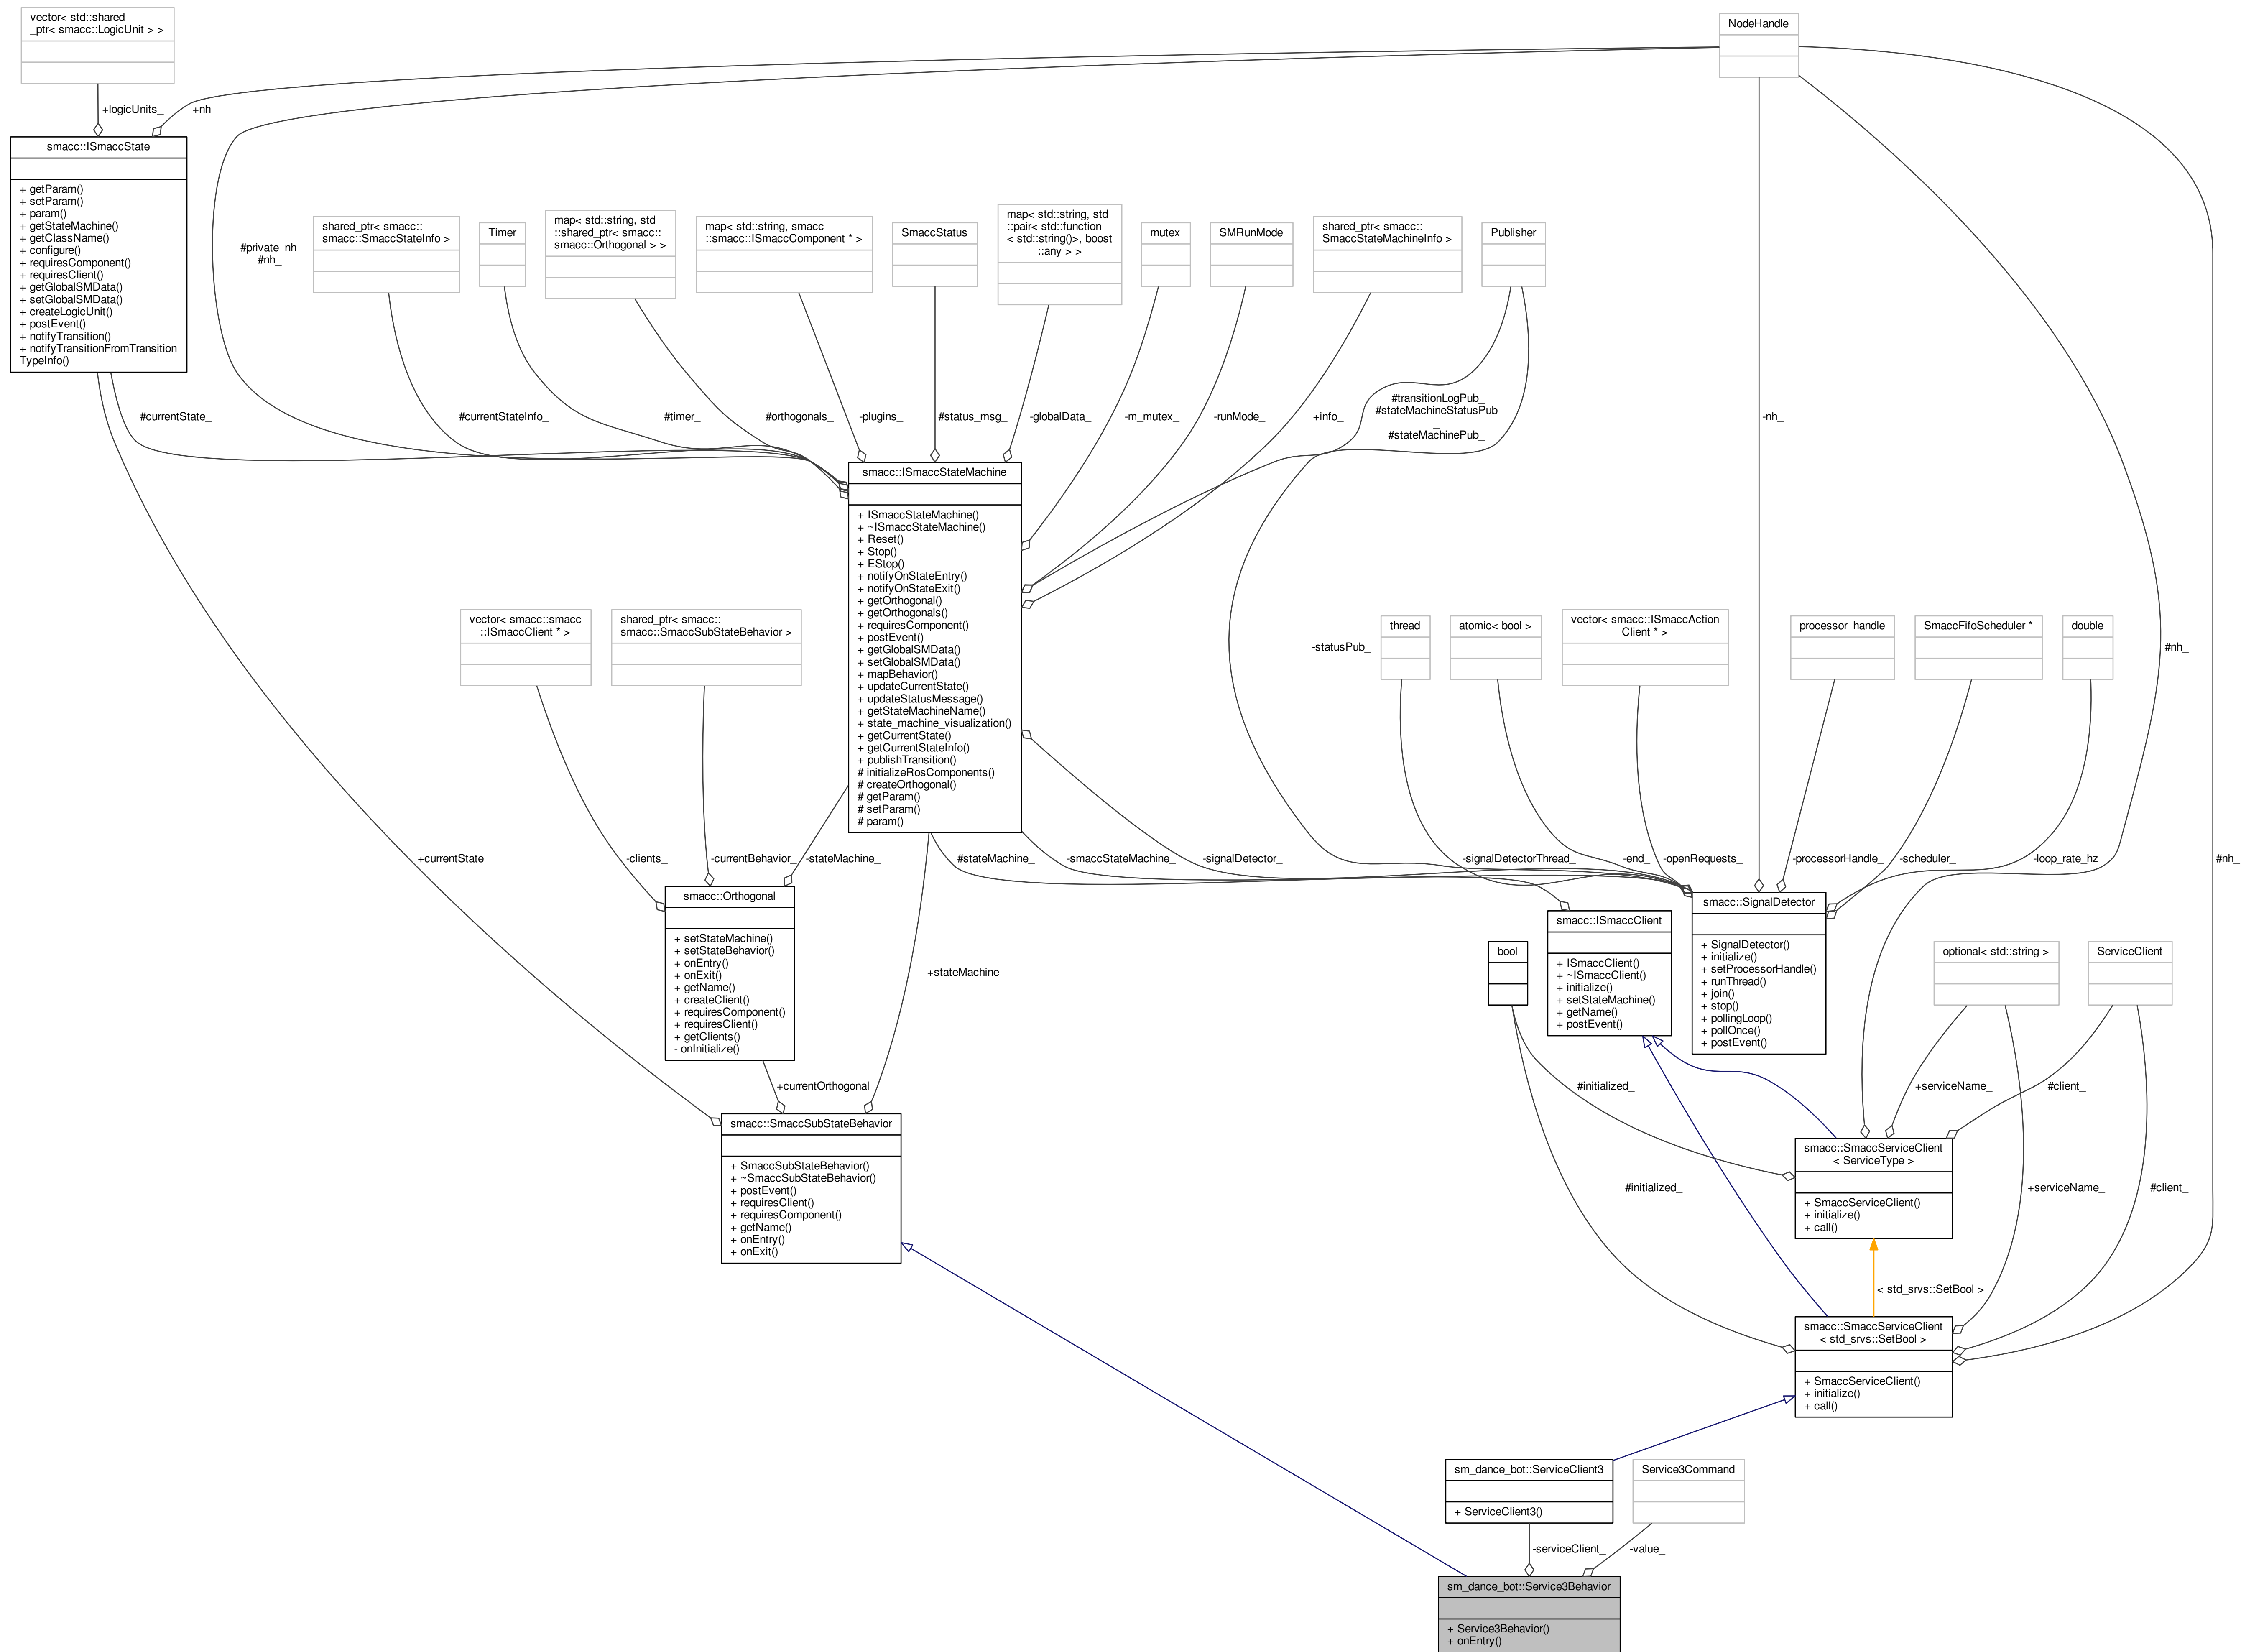 vector< std::shared
_ptr< smacc::LogicUnit > >
NodeHandle
+logicUnits_
+nh
smacc::ISmaccState
+ getParam()
+ setParam()
+ param()
+ getStateMachine()
+ getClassName()
+ configure()
+ requiresComponent()
+ requiresClient()
+ getGlobalSMData()
+ setGlobalSMData()
+ createLogicUnit()
+ postEvent()
+ notifyTransition()
+ notifyTransitionFromTransition
TypeInfo()
#private_nh_
#nh_
shared_ptr< smacc::
smacc::SmaccStateInfo >
Timer
map< std::string, std
::shared_ptr< smacc::
smacc::Orthogonal > >
map< std::string, smacc
::smacc::ISmaccComponent * >
SmaccStatus
map< std::string, std
::pair< std::function
< std::string()>, boost
::any > >
mutex
SMRunMode
shared_ptr< smacc::
SmaccStateMachineInfo >
Publisher
#currentState_
#currentStateInfo_
#timer_
#orthogonals_
-plugins_
#status_msg_
-globalData_
-m_mutex_
-runMode_
+info_
#transitionLogPub_
#stateMachineStatusPub
_
#stateMachinePub_
-nh_
smacc::ISmaccStateMachine
+ ISmaccStateMachine()
+ ~ISmaccStateMachine()
+ Reset()
+ Stop()
+ EStop()
+ notifyOnStateEntry()
+ notifyOnStateExit()
+ getOrthogonal()
+ getOrthogonals()
+ requiresComponent()
+ postEvent()
+ getGlobalSMData()
+ setGlobalSMData()
+ mapBehavior()
+ updateCurrentState()
+ updateStatusMessage()
+ getStateMachineName()
+ state_machine_visualization()
+ getCurrentState()
+ getCurrentStateInfo()
+ publishTransition()
# initializeRosComponents()
# createOrthogonal()
# getParam()
# setParam()
# param()
vector< smacc::smacc
::ISmaccClient * >
shared_ptr< smacc::
smacc::SmaccSubStateBehavior >
-statusPub_
thread
atomic< bool >
vector< smacc::ISmaccAction
Client * >
processor_handle
SmaccFifoScheduler *
double
#nh_
+currentState
-clients_
-currentBehavior_
-stateMachine_
#stateMachine_
-smaccStateMachine_
-signalDetector_
-signalDetectorThread_
-end_
-openRequests_
-processorHandle_
-scheduler_
-loop_rate_hz
#nh_
smacc::Orthogonal
+ setStateMachine()
+ setStateBehavior()
+ onEntry()
+ onExit()
+ getName()
+ createClient()
+ requiresComponent()
+ requiresClient()
+ getClients()
- onInitialize()
+stateMachine
bool
smacc::ISmaccClient
+ ISmaccClient()
+ ~ISmaccClient()
+ initialize()
+ setStateMachine()
+ getName()
+ postEvent()
smacc::SignalDetector
+ SignalDetector()
+ initialize()
+ setProcessorHandle()
+ runThread()
+ join()
+ stop()
+ pollingLoop()
+ pollOnce()
+ postEvent()
optional< std::string >
ServiceClient
+currentOrthogonal
#initialized_
+serviceName_
#client_
smacc::SmaccSubStateBehavior
+ SmaccSubStateBehavior()
+ ~SmaccSubStateBehavior()
+ postEvent()
+ requiresClient()
+ requiresComponent()
+ getName()
+ onEntry()
+ onExit()
smacc::SmaccServiceClient
< ServiceType >
+ SmaccServiceClient()
+ initialize()
+ call()
#initialized_
+serviceName_
#client_
< std_srvs::SetBool >
smacc::SmaccServiceClient
< std_srvs::SetBool >
+ SmaccServiceClient()
+ initialize()
+ call()
sm_dance_bot::ServiceClient3
+ ServiceClient3()
Service3Command
-serviceClient_
-value_
sm_dance_bot::Service3Behavior
+ Service3Behavior()
+ onEntry()